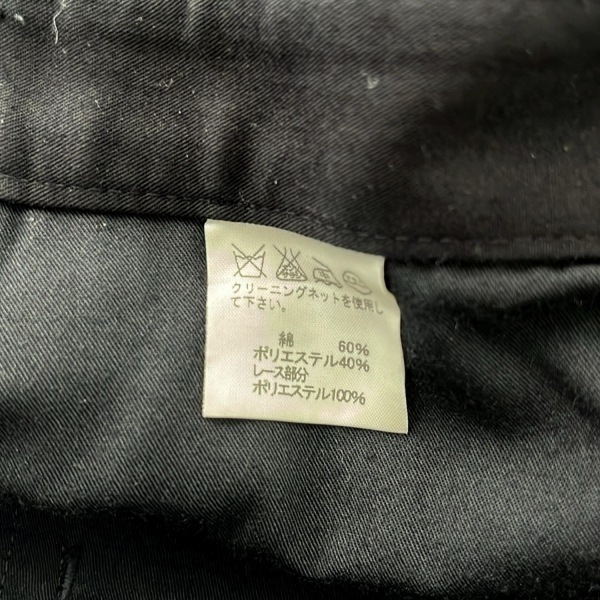 クリーニングネットを使用し
て下さい。
綿 60%
ポリエステル40%
レース部分
ポリエステル100%